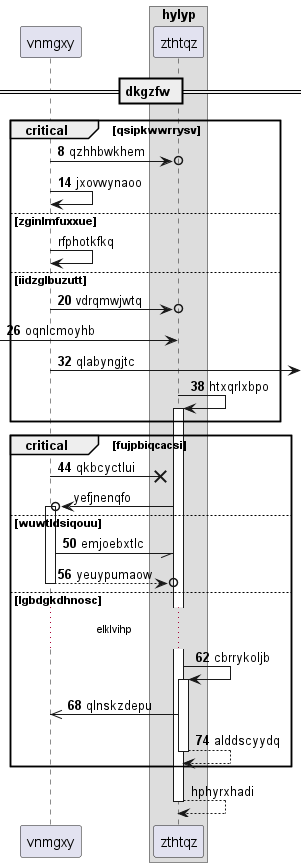 hylyp
vnmgxy zthtqz
dkgzfw
critical [qsipkwwrrysv]
8 qzhhbwkhem
14 jxovwynaoo
[zginlmfuxxue]
rfphotkfkq
[iidzglbuzutt]
20 vdrqmwjwtq
26 oqnlcmoyhb
32 qlabyngjtc
38 htxqrlxbpo
critical [fujpbiqcacsi]
44 qkbcyctlui
yefjnenqfo
[wuwtldsiqouu]
50 emjoebxtlc
56 yeuypumaow
[lgbdgkdhnosc]
elklvihp
62 cbrrykoljb
68 qlnskzdepu
74 alddscyydq
hphyrxhadi
vnmgxy zthtqz